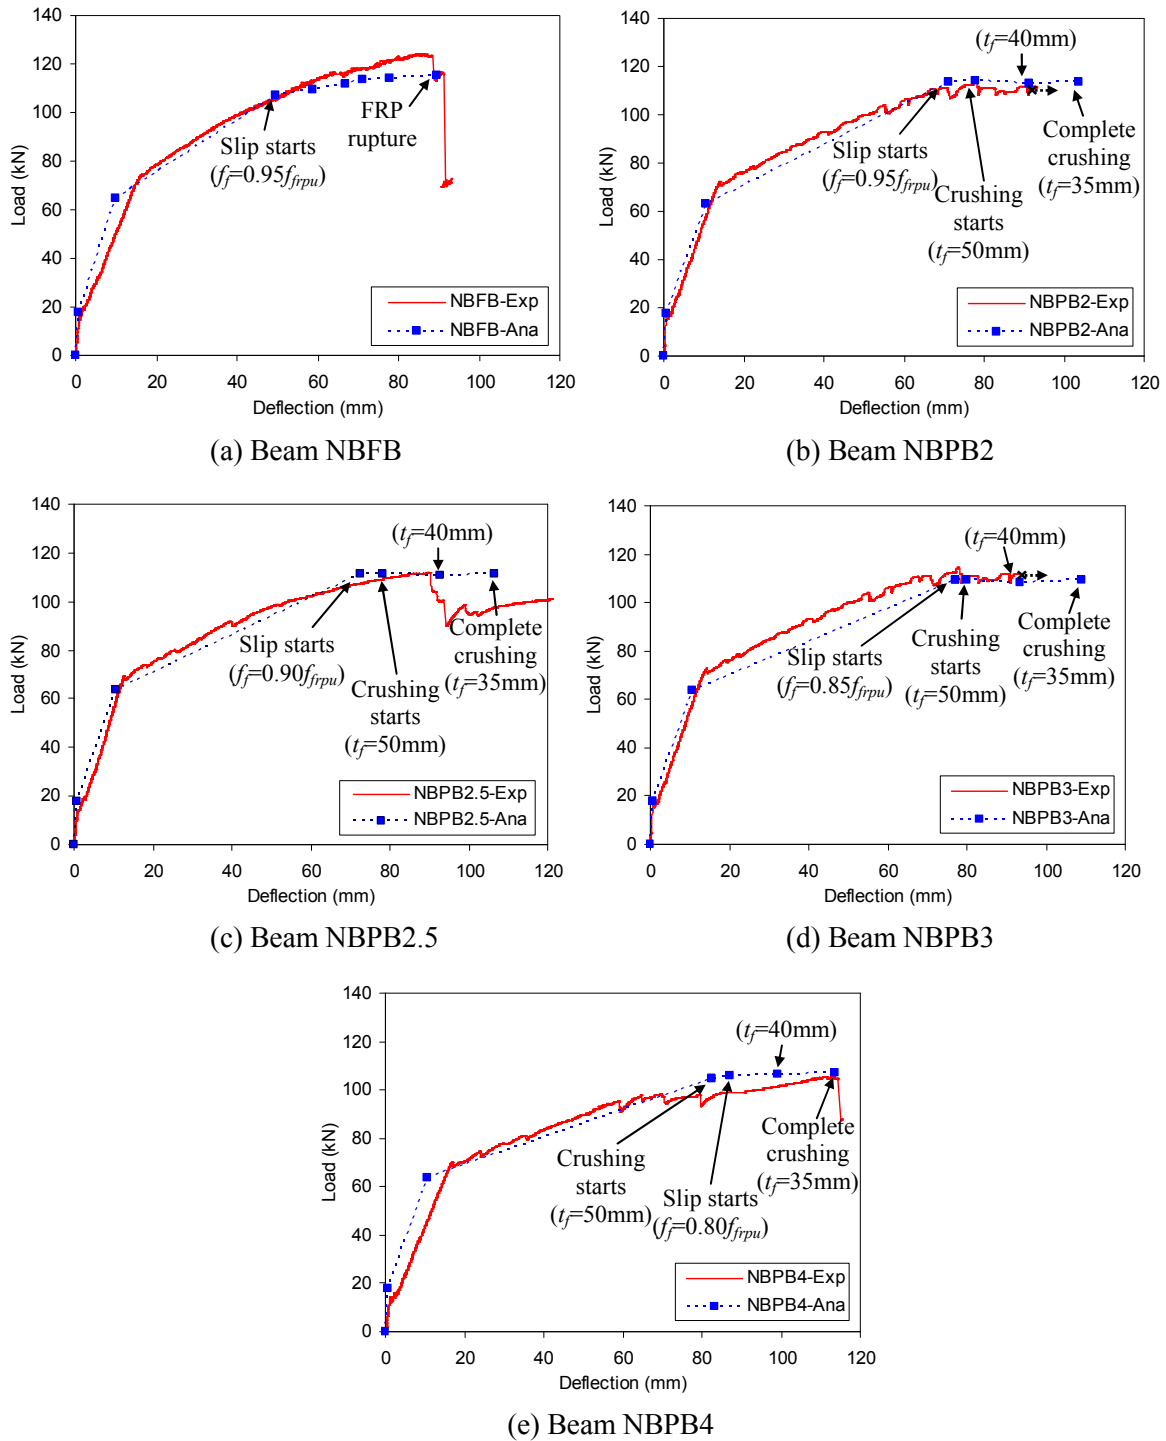 140
120
100
80
60
40
20
0
Load (kN)
Slip starts
(ff=0.95ffrpu)
FRP
rupture
NBFB-Exp
NBFB-Ana
0 20 40 60 80 100 120
Deflection (mm)
(a) Beam NBFB
140
120
100
80
60
40
20
0
Load (kN)
(tf=40mm)
Slip starts
(ff=0.95ffrpu)
Crushing
starts
(tf=50mm)
Complete
crushing
(tf=35mm)
NBPB2-Exp
NBPB2-Ana
0 20 40 60 80 100 120
Deflection (mm)
(b) Beam NBPB2
140
120
100
80
60
40
20
0
Load (kN)
(tf=40mm)
Slip starts
(ff=0.90ffrpu)
Crushing
starts
(tf=50mm)
Complete
crushing
(tf=35mm)
NBPB2.5-Exp
NBPB2.5-Ana
0 20 40 60 80 100 120
Deflection (mm)
(c) Beam NBPB2.5
140
120
100
80
60
40
20
0
Load (kN)
(tf=40mm)
Slip starts
(ff=0.85ffrpu)
Crushing
starts
(tf=50mm)
Complete
crushing
(tf=35mm)
NBPB3-Exp
NBPB3-Ana
0 20 40 60 80 100 120
Deflection (mm)
(d) Beam NBPB3
140
120
100
80
60
40
20
0
Load (kN)
(tf=40mm)
Crushing
starts
(tf=50mm)
Slip starts
(ff=0.80ffrpu)
Complete
crushing
(tf=35mm)
NBPB4-Exp
NBPB4-Ana
0 20 40 60 80 100 120
Deflection (mm)
(e) Beam NBPB4